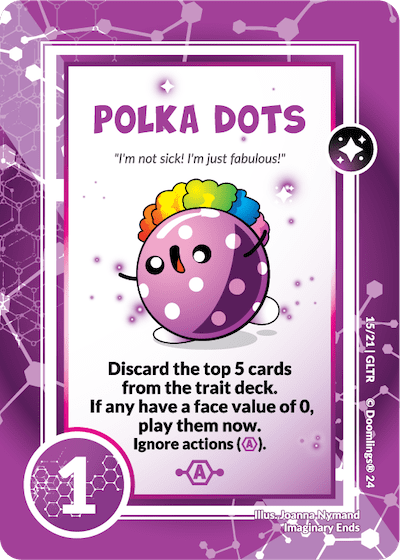 POLKA DOTS
"I'm not sick! I'm just fabulous!"
Discard the top 5 cards
from the trait deck.
If any have a face value of 0,
play them now.
Ignore actions (A).
A
1
15/21 | GLTR © Doomlings® 24
Illus. Joanna Nymand
Imaginary Ends